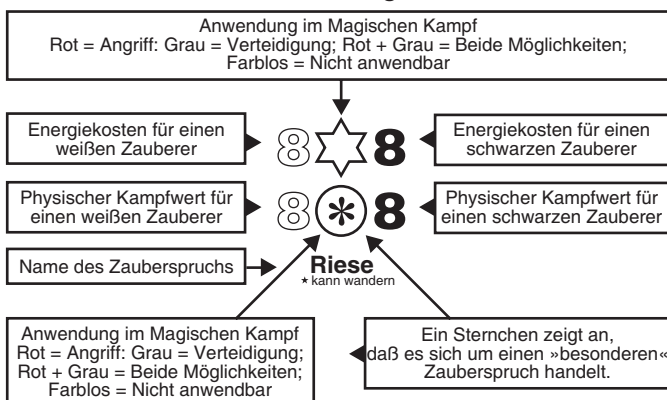 Anwendung im Magischen Kampf
Rot = Angriff: Grau = Verteidigung; Rot + Grau = Beide Möglichkeiten;
Farblos = Nicht anwendbar
Energiekosten für einen
weißen Zauberer
8 8
Energiekosten für einen
schwarzen Zauberer
Physischer Kampfwert für
einen weißen Zauberer
8 * 8
Physischer Kampfwert für
einen schwarzen Zauberer
Name des Zauberspruchs
Riese
* kann wandern
Anwendung im Magischen Kampf
Rot = Angriff: Grau = Verteidigung;
Rot + Grau = Beide Möglichkeiten;
Farblos = Nicht anwendbar
Ein Sternchen zeigt an,
daß es sich um einen »besonderen«
Zauberspruch handelt.